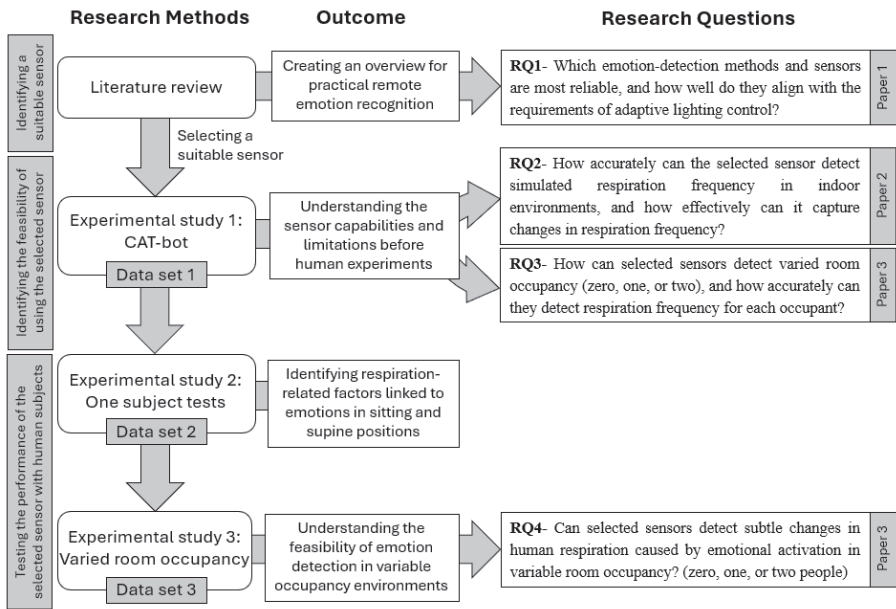 Research Methods
Outcome
Research Questions
Identifying a
suitable sensor
Literature review
Creating an overview for
practical remote
emotion recognition
RQ1- Which emotion-detection methods and sensors
are most reliable, and how well do they align with the
requirements of adaptive lighting control?
Paper 1
Selecting a
suitable sensor
Identifying the feasibility of
using the selected sensor
Experimental study 1:
CAT-bot
Data set 1
Understanding the
sensor capabilities and
limitations before
human experiments
RQ2- How accurately can the selected sensor detect
simulated respiration frequency in indoor
environments, and how effectively can it capture
changes in respiration frequency?
Paper 2
RQ3- How can selected sensors detect varied room
occupancy (zero, one, or two), and how accurately can
they detect respiration frequency for each occupant?
Paper 3
Testing the performance of the
selected sensor with human subjects
Experimental study 2:
One subject tests
Data set 2
Identifying respiration-
related factors linked to
emotions in sitting and
supine positions
Experimental study 3:
Varied room occupancy
Data set 3
Understanding the
feasibility of emotion
detection in variable
occupancy environments
RQ4- Can selected sensors detect subtle changes in
human respiration caused by emotional activation in
variable room occupancy? (zero, one, or two people)
Paper 3